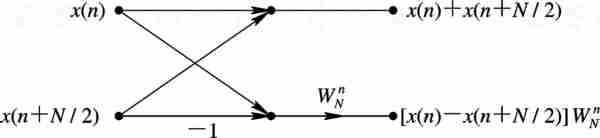 x(n) x(n)+x(n+N/2)
W_N^n
x(n+N/2) −1 [x(n)−x(n+N/2)]W_N^n